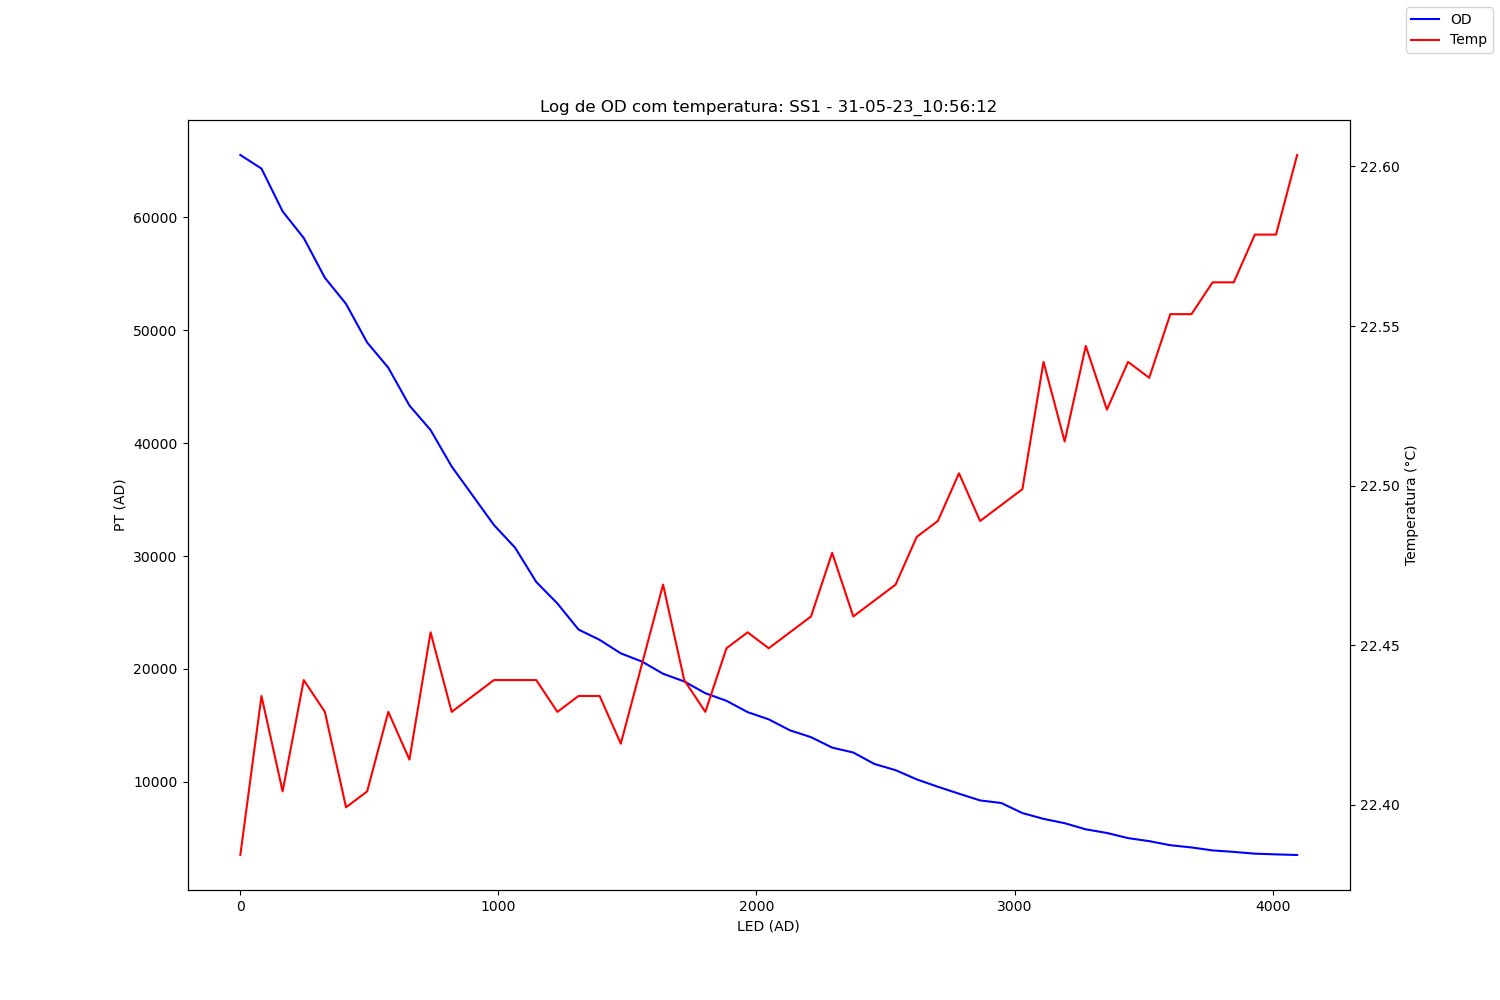 OD
Temp
Log de OD com temperatura: SS1 - 31-05-23_10:56:12
60000
50000
40000
30000
20000
10000
PT (AD)
22.60
22.55
22.50
22.45
22.40
Temperatura (°C)
0 1000 2000 3000 4000
LED (AD)